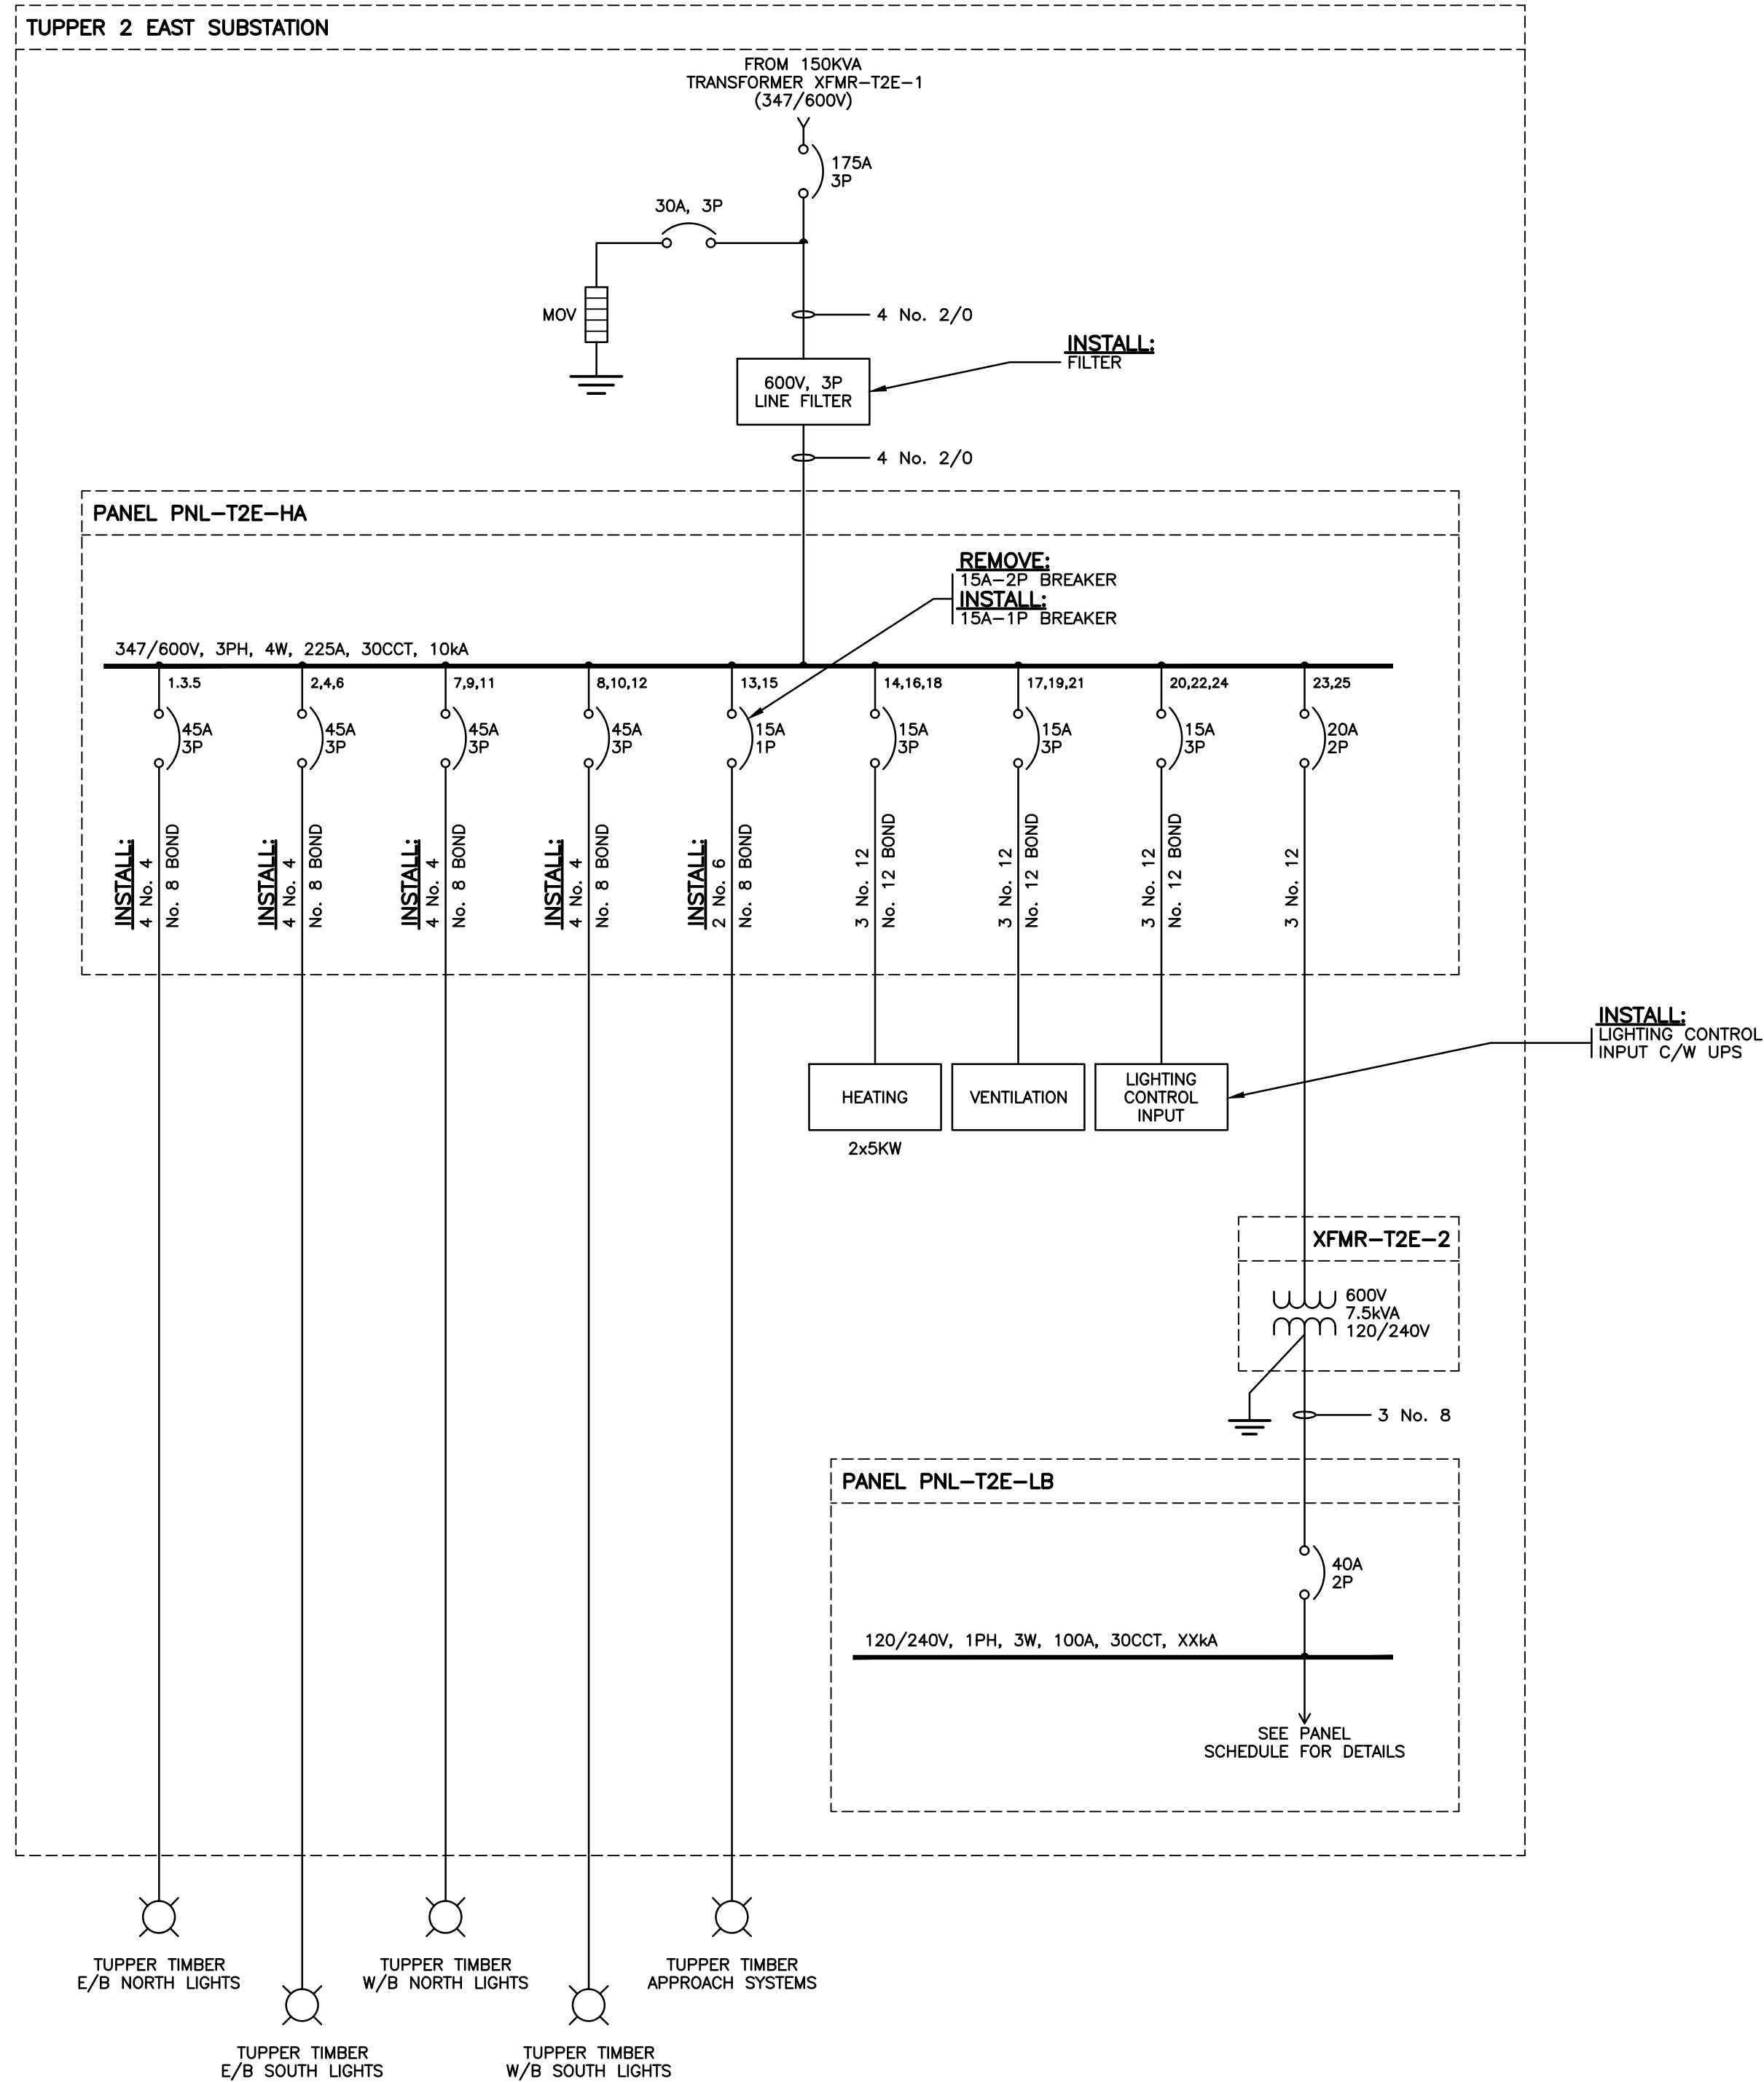 TUPPER 2 EAST SUBSTATION
FROM 150KVA
TRANSFORMER XFMR-T2E-1
(347/600V)
175A
3P
30A, 3P
MOV
4 No. 2/0
INSTALL:
FILTER
600V, 3P
LINE FILTER
4 No. 2/0
PANEL PNL-T2E-HA
REMOVE:
15A-2P BREAKER
INSTALL:
15A-1P BREAKER
347/600V, 3PH, 4W, 225A, 30CCT, 10kA
1.3.5
2,4,6
7,9,11
8,10,12
13,15
14,16,18
17,19,21
20,22,24
23,25
45A
3P
45A
3P
45A
3P
45A
3P
15A
1P
15A
3P
15A
3P
15A
3P
20A
2P
INSTALL:
4 No. 4
No. 8 BOND
INSTALL:
4 No. 4
No. 8 BOND
INSTALL:
4 No. 4
No. 8 BOND
INSTALL:
4 No. 4
No. 8 BOND
INSTALL:
2 No. 6
No. 8 BOND
3 No. 12
No. 12 BOND
3 No. 12
No. 12 BOND
3 No. 12
No. 12 BOND
3 No. 12
INSTALL:
LIGHTING CONTROL
INPUT C/W UPS
HEATING
2x5KW
VENTILATION
LIGHTING
CONTROL
INPUT
XFMR-T2E-2
600V
7.5kVA
120/240V
3 No. 8
PANEL PNL-T2E-LB
40A
2P
120/240V, 1PH, 3W, 100A, 30CCT, XXkA
SEE PANEL
SCHEDULE FOR DETAILS
TUPPER TIMBER
E/B NORTH LIGHTS
TUPPER TIMBER
W/B NORTH LIGHTS
TUPPER TIMBER
APPROACH SYSTEMS
TUPPER TIMBER
E/B SOUTH LIGHTS
TUPPER TIMBER
W/B SOUTH LIGHTS